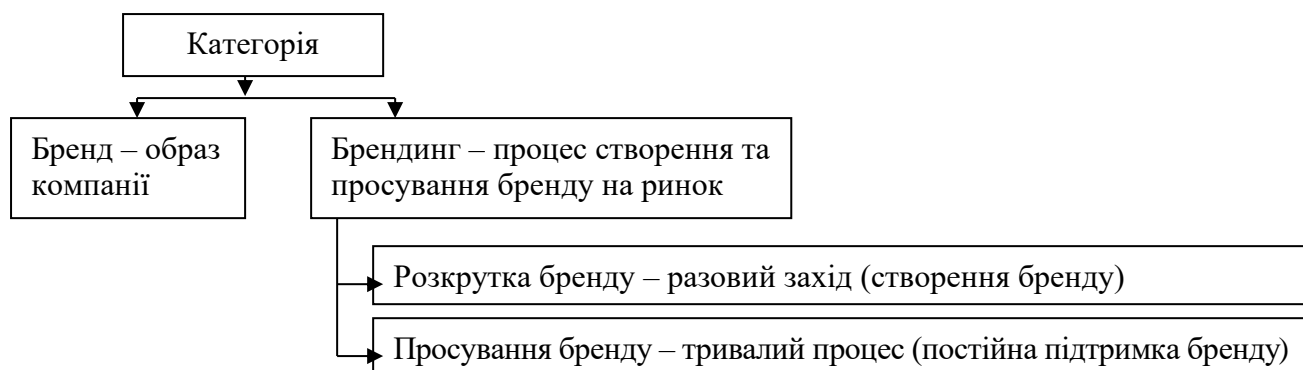 Категорія
Бренд – образ
компанії
Брендинг – процес створення та
просування бренду на ринок
Розкрутка бренду – разовий захід (створення бренду)
Просування бренду – тривалий процес (постійна підтримка бренду)